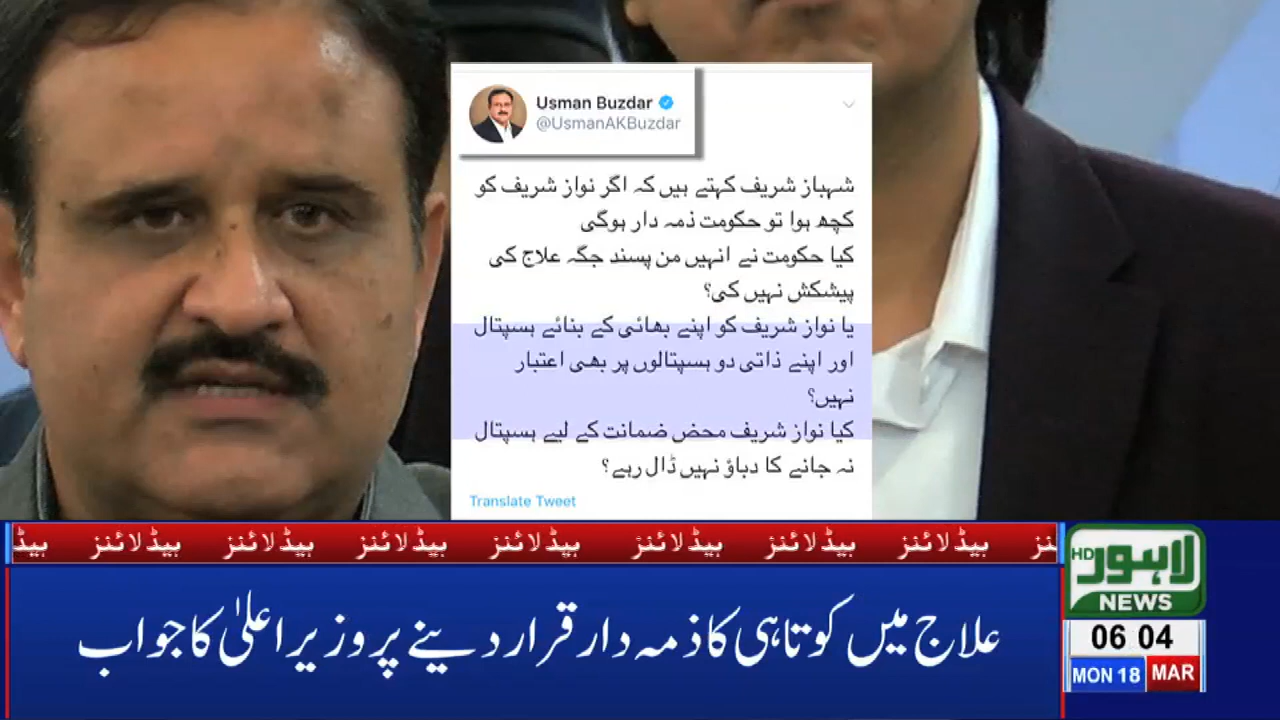 Usman Buzdar
@UsmanAKBuzdar
شہباز شریف کہتے ہیں کہ اگر نواز شریف کو
کچھ ہوا تو حکومت ذمہ دار ہوگی
کیا حکومت نے انہیں من پسند جگہ علاج کی
پیشکش نہیں کی؟
یا نواز شریف کو اپنے بھائی کے بنائے ہسپتال
اور اپنے ذاتی دو ہسپتالوں پر بھی اعتبار
نہیں؟
کیا نواز شریف محض ضمانت کے لیے ہسپتال
نہ جانے کا دباؤ نہیں ڈال رہے؟
Translate Tweet
ہیڈلائنز ہیڈلائنز ہیڈلائنز ہیڈلائنز ہیڈلائنز ہیڈلائنز ہیڈلائنز
علاج میں کوتاہی کا ذمہ دار قرار دینے پر وزیراعلیٰ کا جواب
لاہور HD
NEWS
06 04
MON 18 MAR